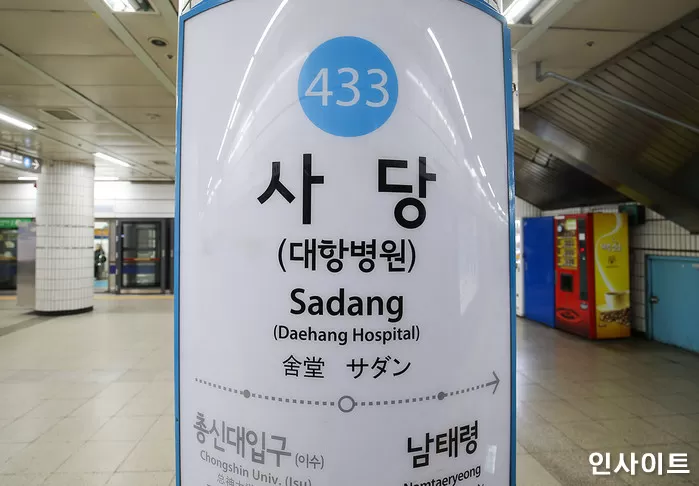 433
사 당
(대항병원)
Sadang
(Daehang Hospital)
舍堂 サダン
총신대입구 (이수)
Chongshin Univ. (Isu)
남태령
Namtaeryeong
인사이트